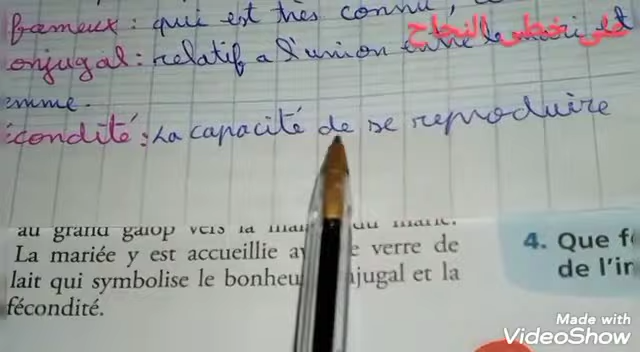 fameux : qui est très connu,
على خطى النجاح
onjugal : relatif a l'union entre le mari et
emme.
écondité : La capacité de se reproduire
au grand galop vers la du marié.
La mariée y est accueillie verre de
lait qui symbolise le bonheu jugal et la
fécondité.
4. Que f
de l'in
Made with
VideoShow